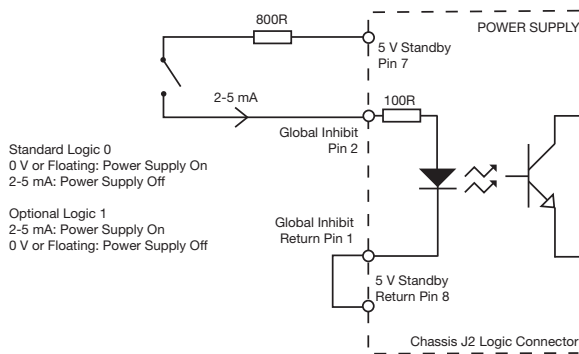 800R
POWER SUPPLY
5 V Standby
Pin 7
100R
2-5 mA
Global Inhibit
Pin 2
Standard Logic 0
0 V or Floating: Power Supply On
2-5 mA: Power Supply Off
Optional Logic 1
2-5 mA: Power Supply On
0 V or Floating: Power Supply Off
Global Inhibit
Return Pin 1
5 V Standby
Return Pin 8
Chassis J2 Logic Connector